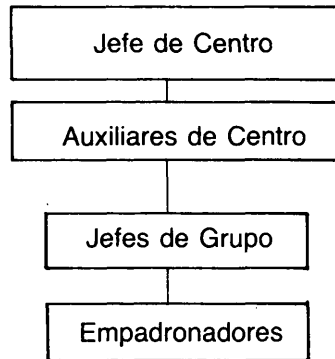 Jefe de Centro
Auxiliares de Centro
Jefes de Grupo
Empadronadores